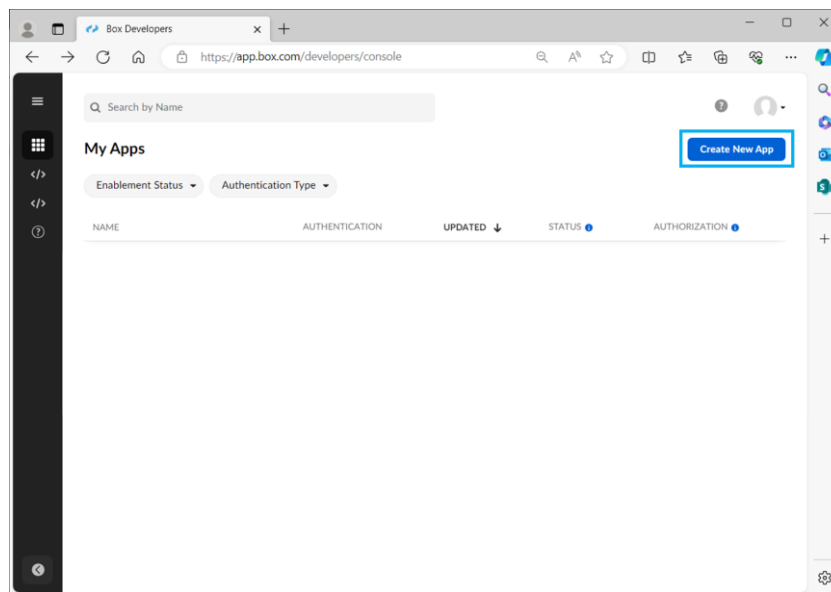 Box Developers
https://app.box.com/developers/console
Search by Name
My Apps
Create New App
Enablement Status
Authentication Type
NAME AUTHENTICATION UPDATED STATUS AUTHORIZATION